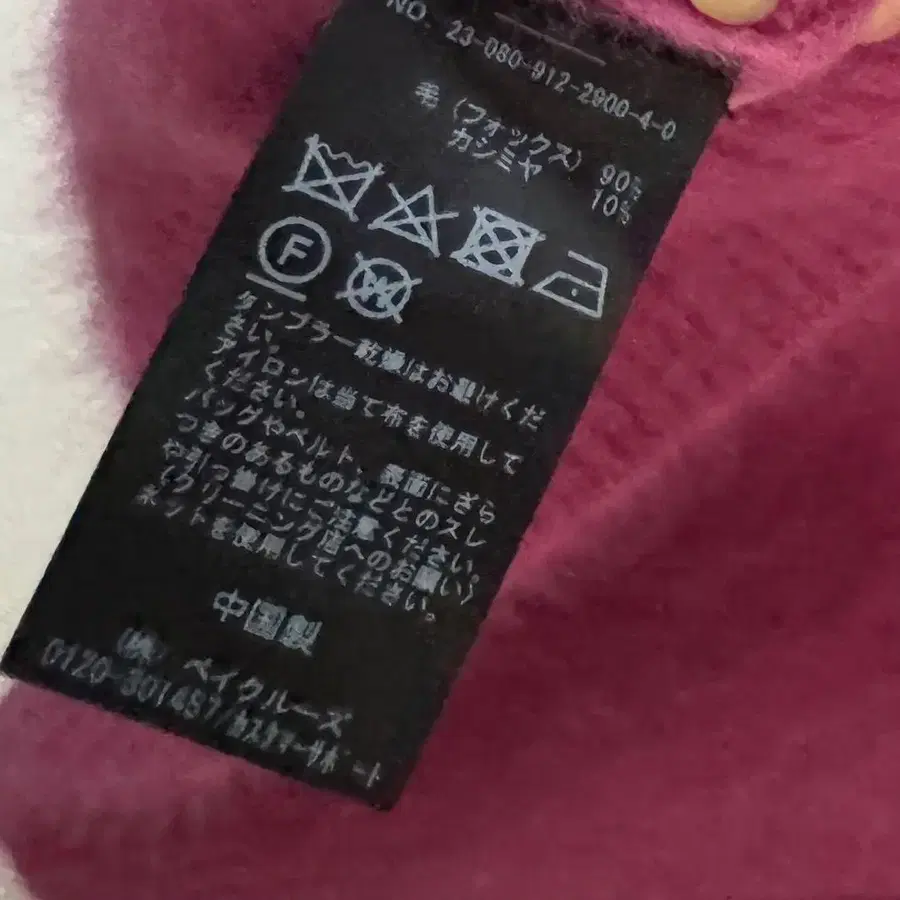 NO. 23-080-912-2900-4-0
毛(フォックス) 90%
カシミヤ 10%
F
W
タンブラー乾燥はお避けくだ
さい。
アイロンは当て布を使用して
ください。
バッグやベルト、表面にざら
つきのあるものなどとのスレ
や引っ掛けにご注意ください。
(クリーニング店へのお願い)
ネットを使用してください。
中国製
(株) ベイクルーズ
0120-301457/カスタマーサポート